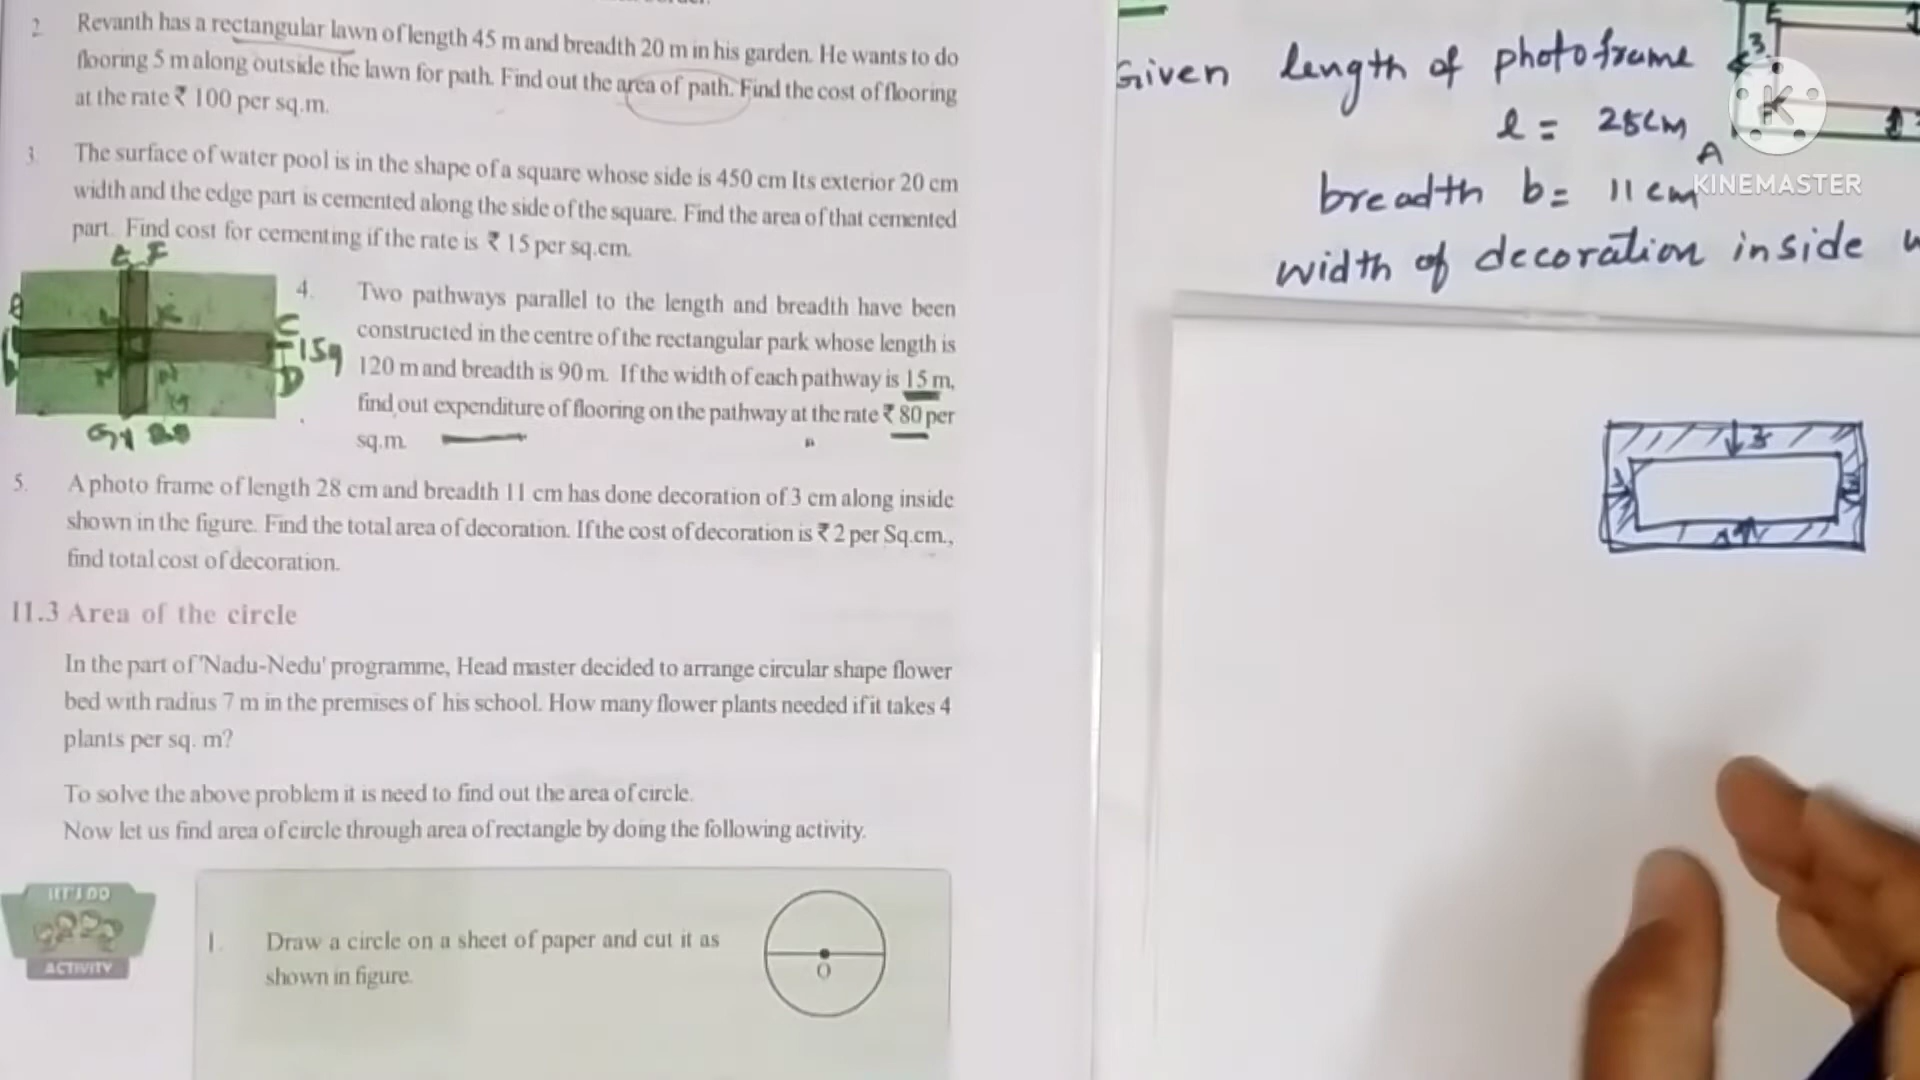 2. Revanth has a rectangular lawn of length 45 m and breadth 20 m in his garden. He wants to do
flooring 5 m along outside the lawn for path. Find out the area of path. Find the cost of flooring
at the rate ₹ 100 per sq.m.
3. The surface of water pool is in the shape of a square whose side is 450 cm Its exterior 20 cm
width and the edge part is cemented along the side of the square. Find the area of that cemented
part. Find cost for cementing if the rate is ₹ 15 per sq.cm.
E F
C
15
D
4. Two pathways parallel to the length and breadth have been
constructed in the centre of the rectangular park whose length is
120 m and breadth is 90 m. If the width of each pathway is 15 m,
find out expenditure of flooring on the pathway at the rate ₹ 80 per
sq.m.
5. A photo frame of length 28 cm and breadth 11 cm has done decoration of 3 cm along inside
shown in the figure. Find the total area of decoration. If the cost of decoration is ₹ 2 per Sq.cm.,
find total cost of decoration.
11.3 Area of the circle
In the part of 'Nadu-Nedu' programme, Head master decided to arrange circular shape flower
bed with radius 7 m in the premises of his school. How many flower plants needed if it takes 4
plants per sq. m?
To solve the above problem it is need to find out the area of circle.
Now let us find area of circle through area of rectangle by doing the following activity.
LET'S DO
ACTIVITY
1. Draw a circle on a sheet of paper and cut it as
shown in figure.
O
Given length of photo frame
l = 28cm
breadth b = 11 cm
width of decoration inside
3
A
K
KINEMASTER
3